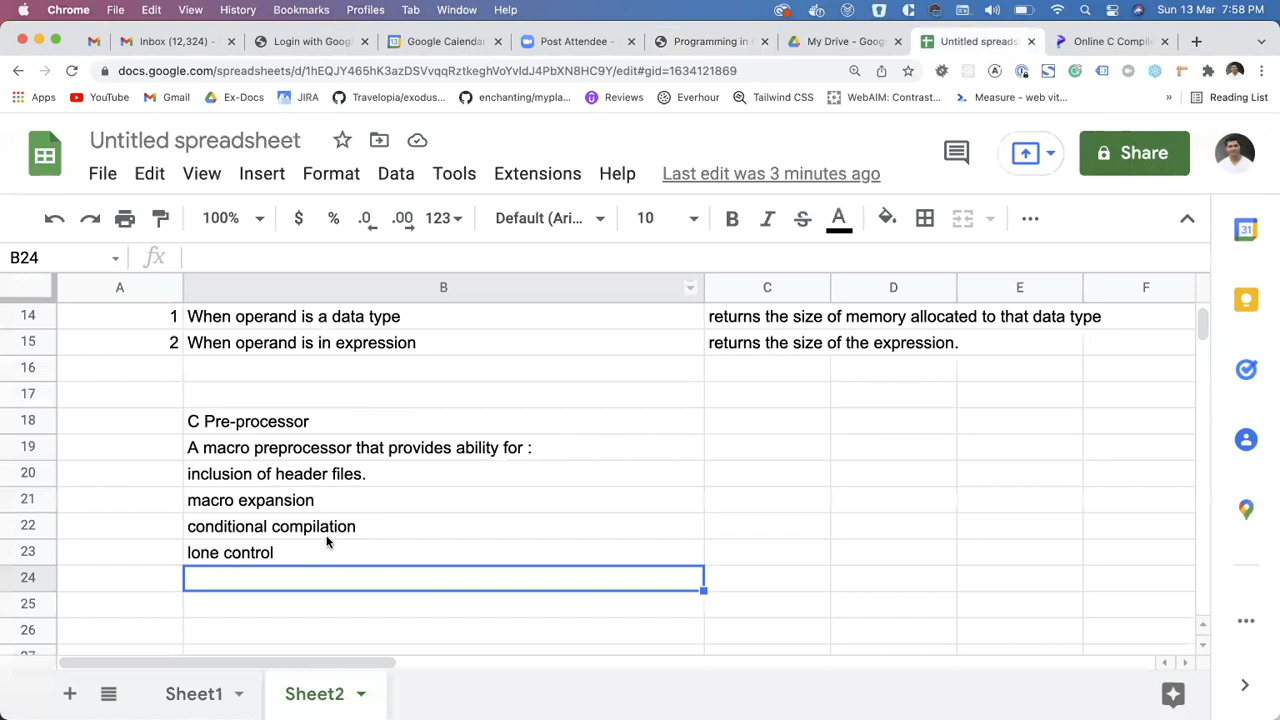 Chrome File Edit View History Bookmarks Profiles Tab Window Help Sun 13 Mar 7:58 PM
Inbox (12,324) - Login with Goog Google Calend Post Attendee - Programming in My Drive - Goog Untitled spreads Online C Compile
docs.google.com/spreadsheets/d/1hEQJY465hK3azDSVvqqRztkeghVoYvIdJ4PbXN8HC9Y/edit#gid=1634121869
Apps YouTube Gmail Ex-Docs JIRA Travelopia/exodus... enchanting/mypla... Reviews Everhour Tailwind CSS WebAIM: Contrast... Measure - web vit... » Reading List
Untitled spreadsheet
Share
File Edit View Insert Format Data Tools Extensions Help Last edit was 3 minutes ago
100% $ % .0 .00 123 Default (Ari... 10 B I S A
B24 fx
A B C D E F
14 1 When operand is a data type returns the size of memory allocated to that data type
15 2 When operand is in expression returns the size of the expression.
16
17
18 C Pre-processor
19 A macro preprocessor that provides ability for :
20 inclusion of header files.
21 macro expansion
22 conditional compilation
23 lone control
24
25
26
Sheet1 Sheet2